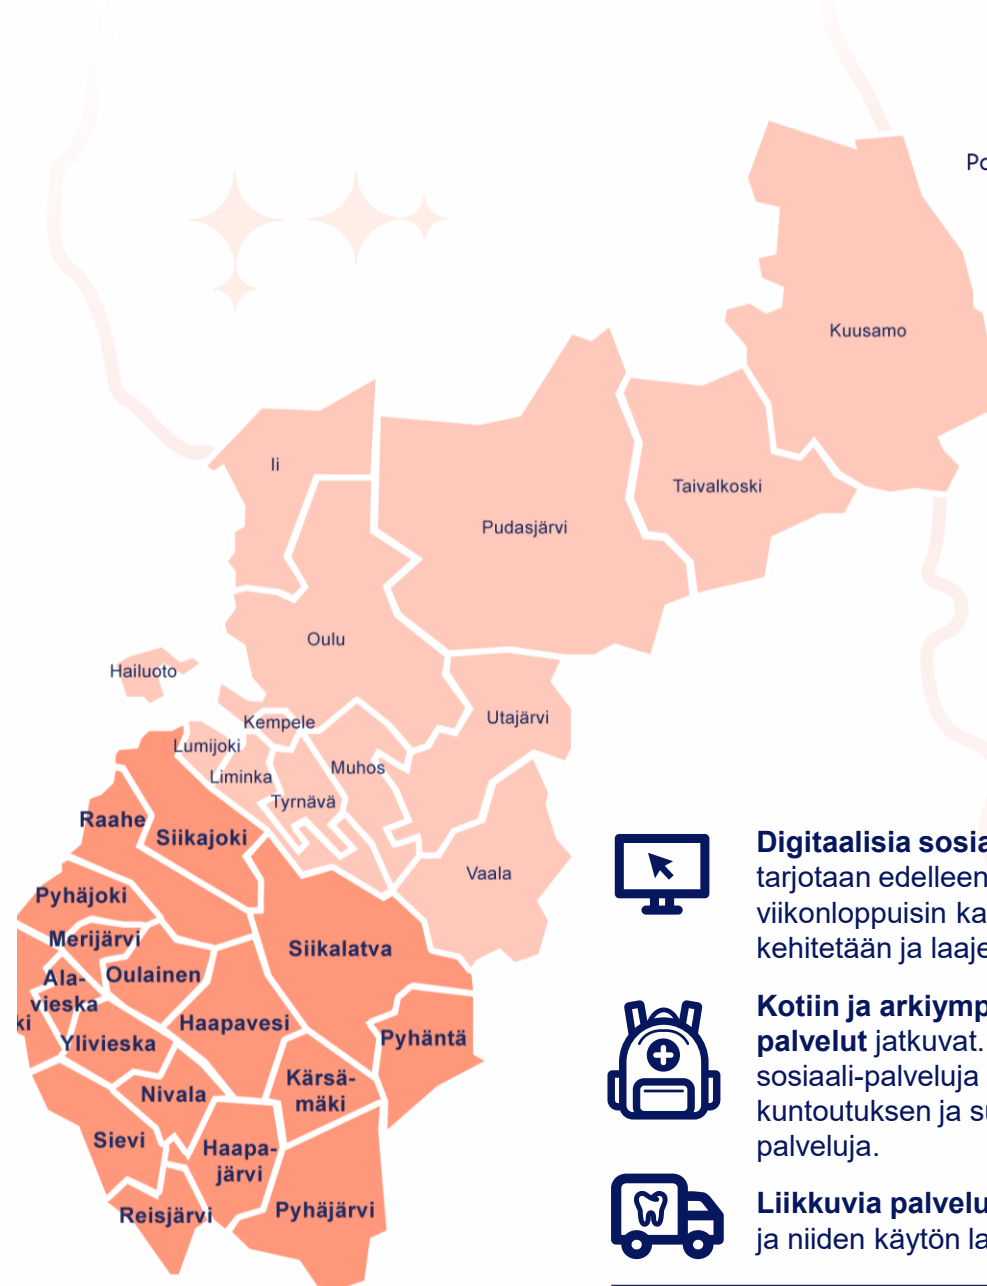 Kuusamo
Ii
Taivalkoski
Pudasjärvi
Oulu
Hailuoto
Utajärvi
Kempele
Lumijoki
Muhos
Liminka
Tyrnävä
Raahe
Siikajoki
Vaala
Pyhäjoki
Merijärvi
Siikalatva
Oulainen
Ala-
vieska
ki
Haapavesi
Pyhäntä
Ylivieska
Kärsä-
mäki
Nivala
Sievi
Haapa-
järvi
Pyhäjärvi
Reisjärvi
Digitaalisia sosia
tarjotaan edelleen
viikonloppuisin ka
kehitetään ja laaje
Kotiin ja arkiymp
palvelut jatkuvat.
sosiaali-palveluja
kuntoutuksen ja su
palveluja.
Liikkuvia palvelu
ja niiden käytön la